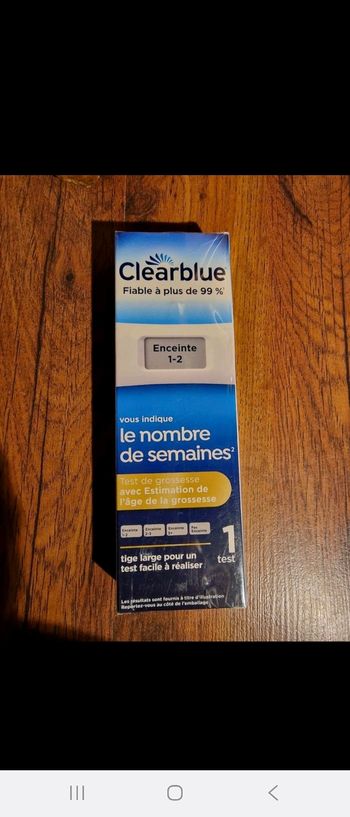 Clearblue
Fiable à plus de 99 %¹
Enceinte
1-2
vous indique
le nombre
de semaines²
Test de grossesse
avec Estimation de
l'âge de la grossesse
Enceinte
1-2
Enceinte
2-3
Enceinte
3+
Pas
Enceinte
1
test
tige large pour un
test facile à réaliser
Les résultats sont fournis à titre d'illustration
Reportez-vous au côté de l'emballage